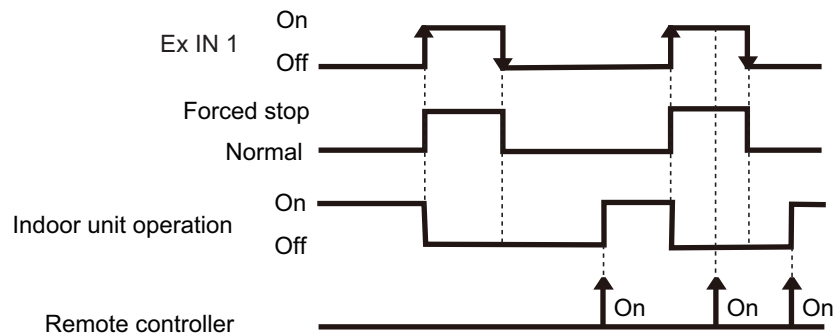 On
Ex IN 1
Off
Forced stop
Normal
On
Indoor unit operation
Off
On
On
On
Remote controller